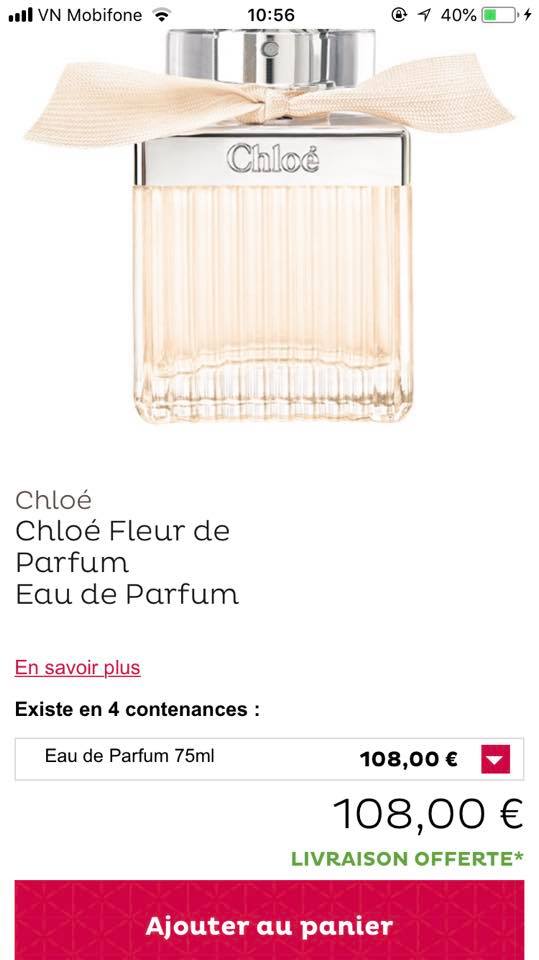 VN Mobifone 10:56 40%
Chloé
Chloé
Chloé Fleur de
Parfum
Eau de Parfum
En savoir plus
Existe en 4 contenances :
Eau de Parfum 75ml 108,00 €
108,00 €
LIVRAISON OFFERTE*
Ajouter au panier